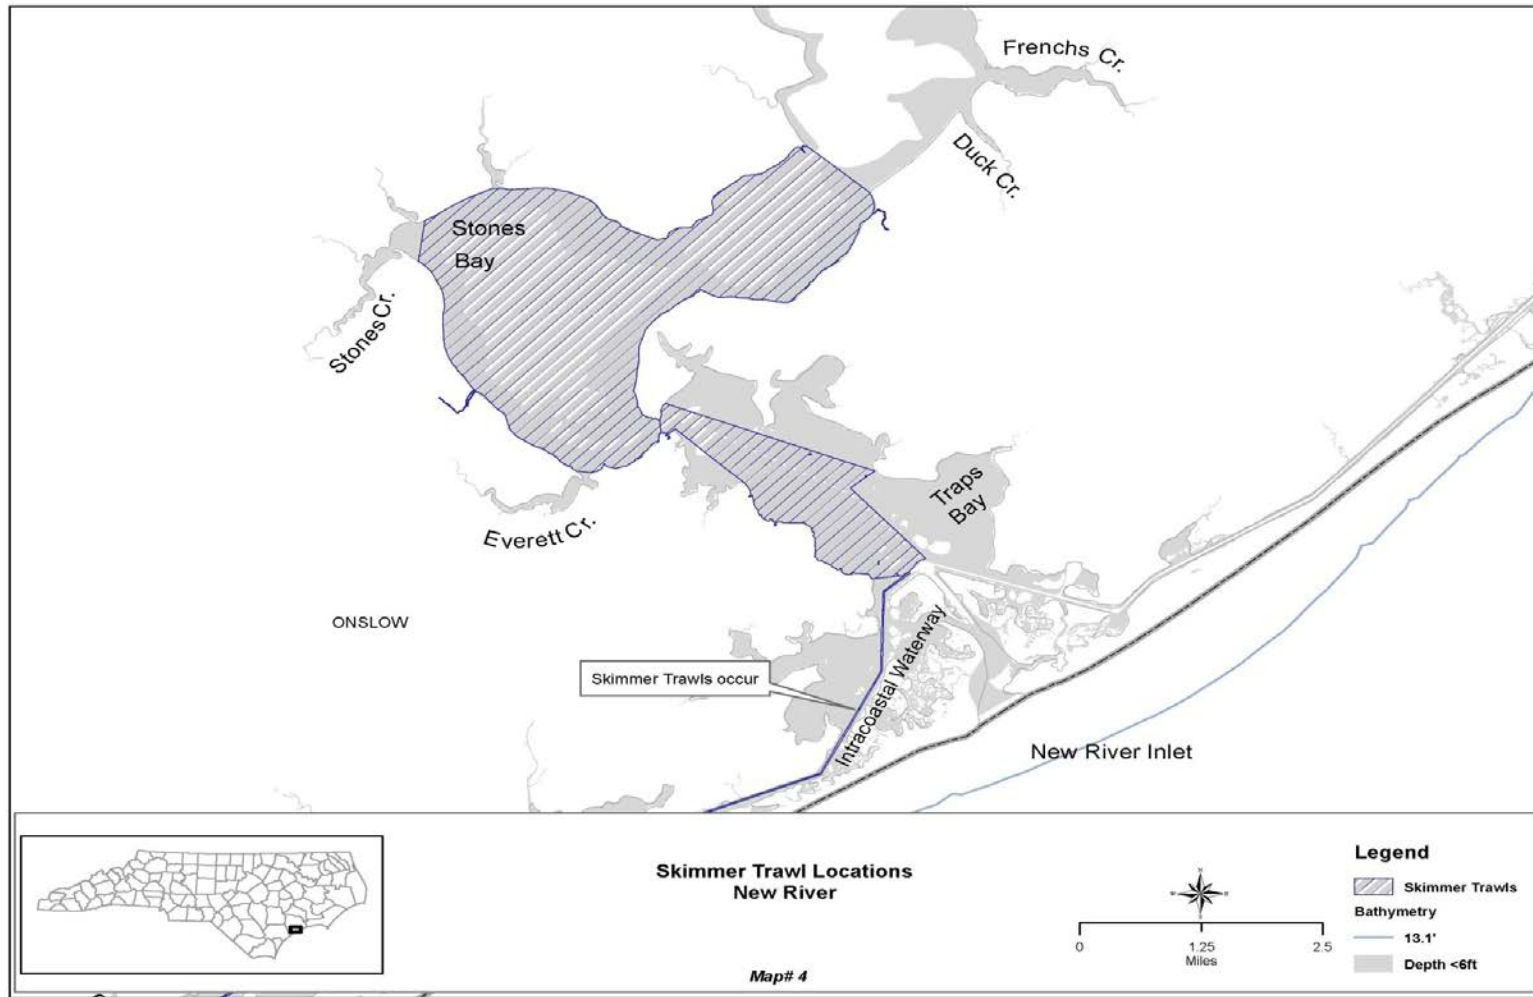 Frenchs Cr.
Duck Cr.
Stones
Bay
Stones Cr.
Traps
Bay
Everett Cr.
ONSLOW
Skimmer Trawls occur
Intracoastal Waterway
New River Inlet
Skimmer Trawl Locations
New River
Map# 4
N
W
E
S
0
1.25
2.5
Miles
Legend
Skimmer Trawls
Bathymetry
13.1'
Depth <6ft